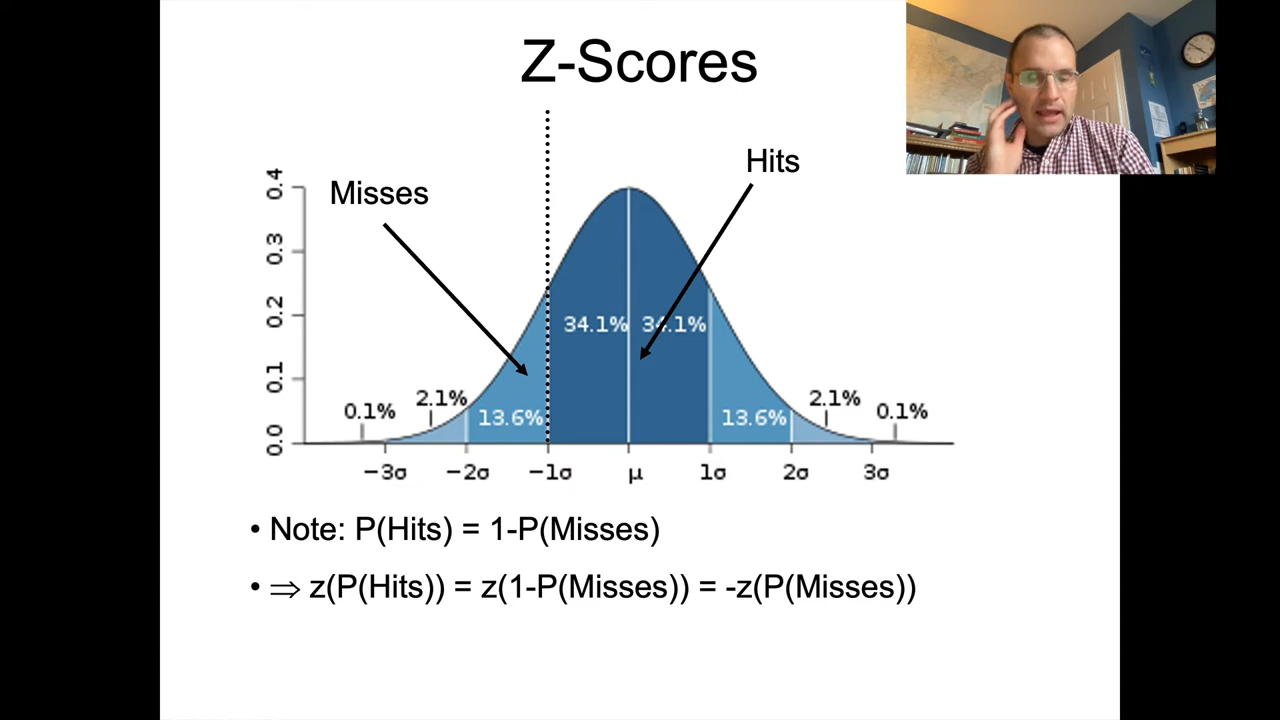 Z-Scores
Misses
Hits
0.4
0.3
0.2
0.1
0.0
0.1%
2.1%
13.6%
34.1%
34.1%
13.6%
2.1%
0.1%
−3σ −2σ −1σ μ 1σ 2σ 3σ
• Note: P(Hits) = 1-P(Misses)
• ⇒ z(P(Hits)) = z(1-P(Misses)) = -z(P(Misses))